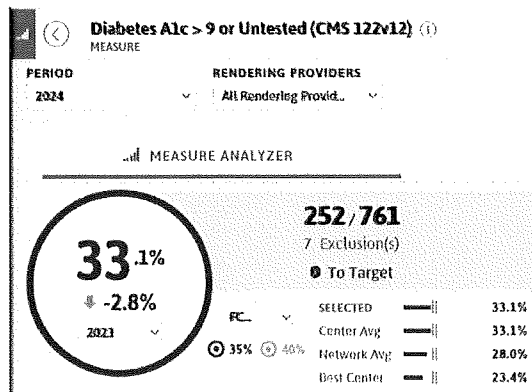 Diabetes A1c > 9 or Untested (CMS 122v12)
MEASURE
PERIOD
RENDERING PROVIDERS
2024
All Rendering Provid...
MEASURE ANALYZER
33.1%
-2.8%
2023
252/761
7 Exclusion(s)
0 To Target
35% 40%
SELECTED 33.1%
Center Avg 33.1%
Network Avg 28.0%
Best Center 23.4%